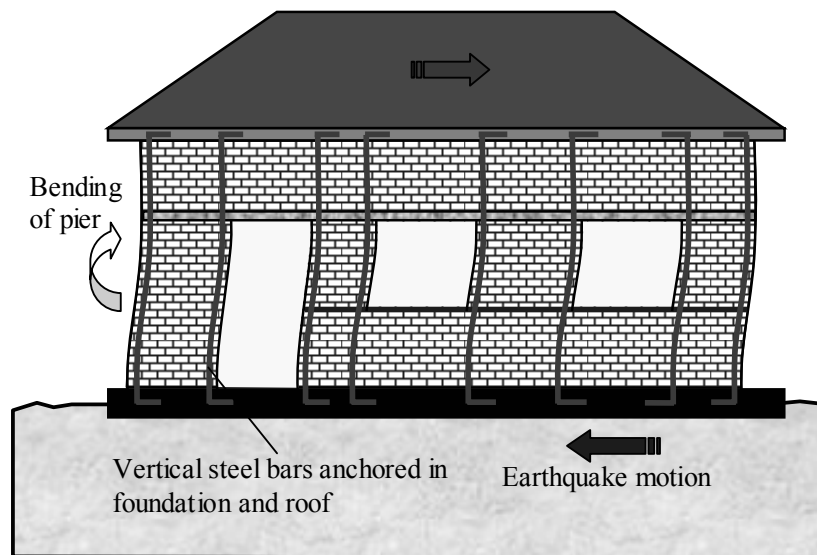 Bending
of pier
Vertical steel bars anchored in
foundation and roof
Earthquake motion